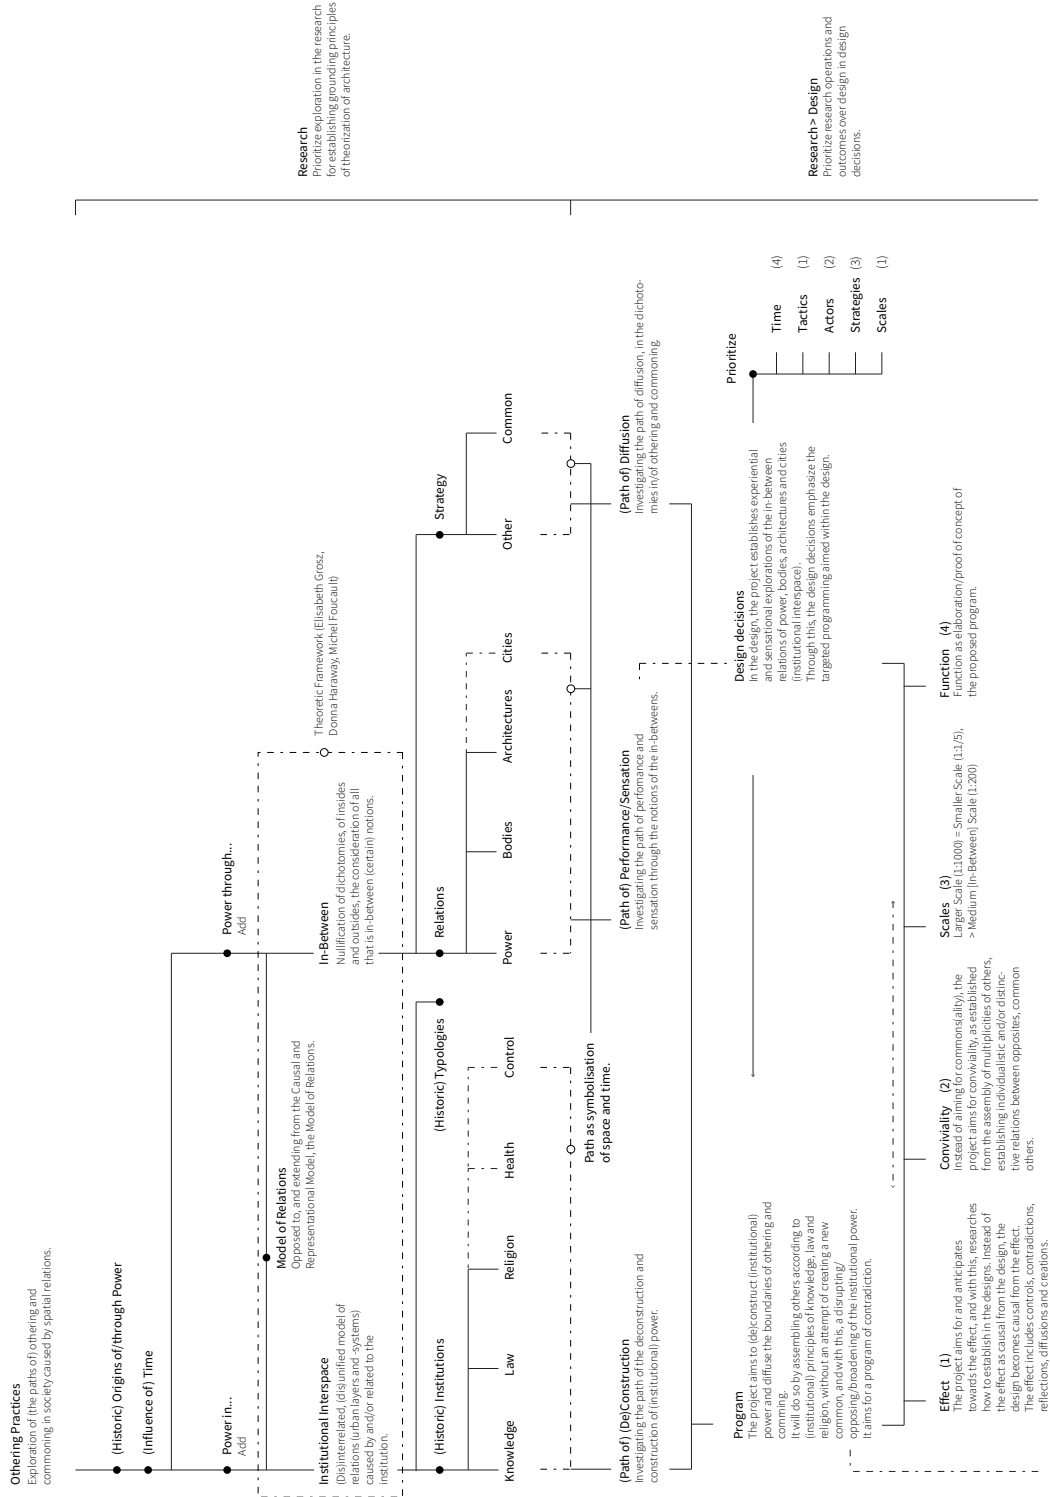 Othering Practices
Exploration of (the paths of) othering and
commoning in society caused by spatial relations.
(Historic) Origins of/through Power
(Influence of) Time
Power in...
Add
Power through...
Add
Model of Relations
Opposed to, and extending from the Causal and
Representational Model, the Model of Relations.
Theoretic Framework (Elisabeth Grosz,
Donna Haraway, Michel Foucault)
Institutional Interspace
(Dis)interrelated, (dis)unified model of
relations (urban layers and -systems)
caused by and/or related to the
institution.
In-Between
Nullification of dichotomies, of insides
and outsides, the consideration of all
that is in-between (certain) notions.
(Historic) Institutions
(Historic) Typologies
Relations
Strategy
Knowledge
Law
Religion
Health
Control
Power
Bodies
Architectures
Cities
Other
Common
Path as symbolisation
of space and time.
(Path of) (De)Construction
Investigating the path of the deconstruction and
construction of (institutional) power.
(Path of) Performance/Sensation
Investigating the path of perfomance and
sensation through the notions of the in-betweens.
(Path of) Diffusion
Investigating the path of diffusion, in the dichoto-
mies in/of othering and commoning.
Program
The project aims to (de)construct (institutional)
power and diffuse the boundaries of othering and
comming.
It will do so by assembling others according to
(institutional) principles of knowledge, law and
religion, without an attempt of creating a new
common, and with this, a disrupting/
opposing/broadening of the institutional power.
It aims for a program of contradiction.
Design decisions
In the design, the project establishes experiential
and sensational explorations of the in-between
relations of power, bodies, architectures and cities
(institutional interspace).
Through this, the design decisions emphasize the
targeted programming aimed within the design.
Prioritize
Time (4)
Tactics (1)
Actors (2)
Strategies (3)
Scales (1)
Effect (1)
The project aims for and anticipates
towards the effect, and with this, researches
how to establish in the designs. Instead of
the effect as causal from the design, the
design becomes causal from the effect.
The effect includes controls, contradictions,
reflections, diffusions and creations.
Conviviality (2)
Instead of aiming for commons(ality), the
project aims for conviviality, as established
from the assembly of multiplicities of others,
establishing individualistic and/or distinc-
tive relations between opposites, common
others.
Scales (3)
Larger Scale (1:1000) = Smaller Scale (1:1/5),
> Medium [In-Between] Scale (1:200)
Function (4)
Function as elaboration/proof of concept of
the proposed program.
Research
Prioritize exploration in the research
for establishing grounding principles
of theorization of architecture.
Research > Design
Prioritize research operations and
outcomes over design in design
decisions.